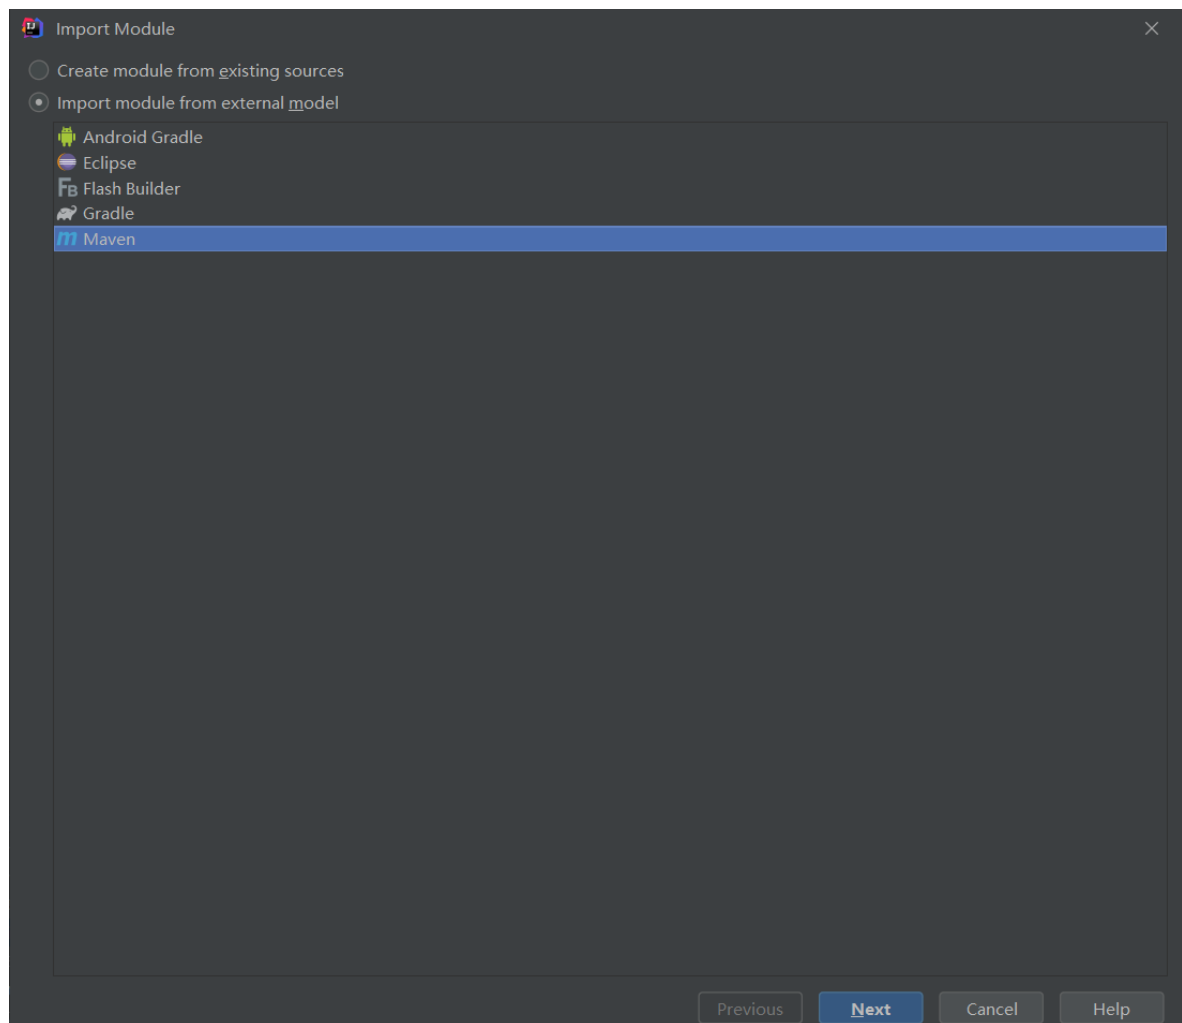 Import Module
Create module from existing sources
Import module from external model
Android Gradle
Eclipse
FB Flash Builder
Gradle
m Maven
Previous Next Cancel Help